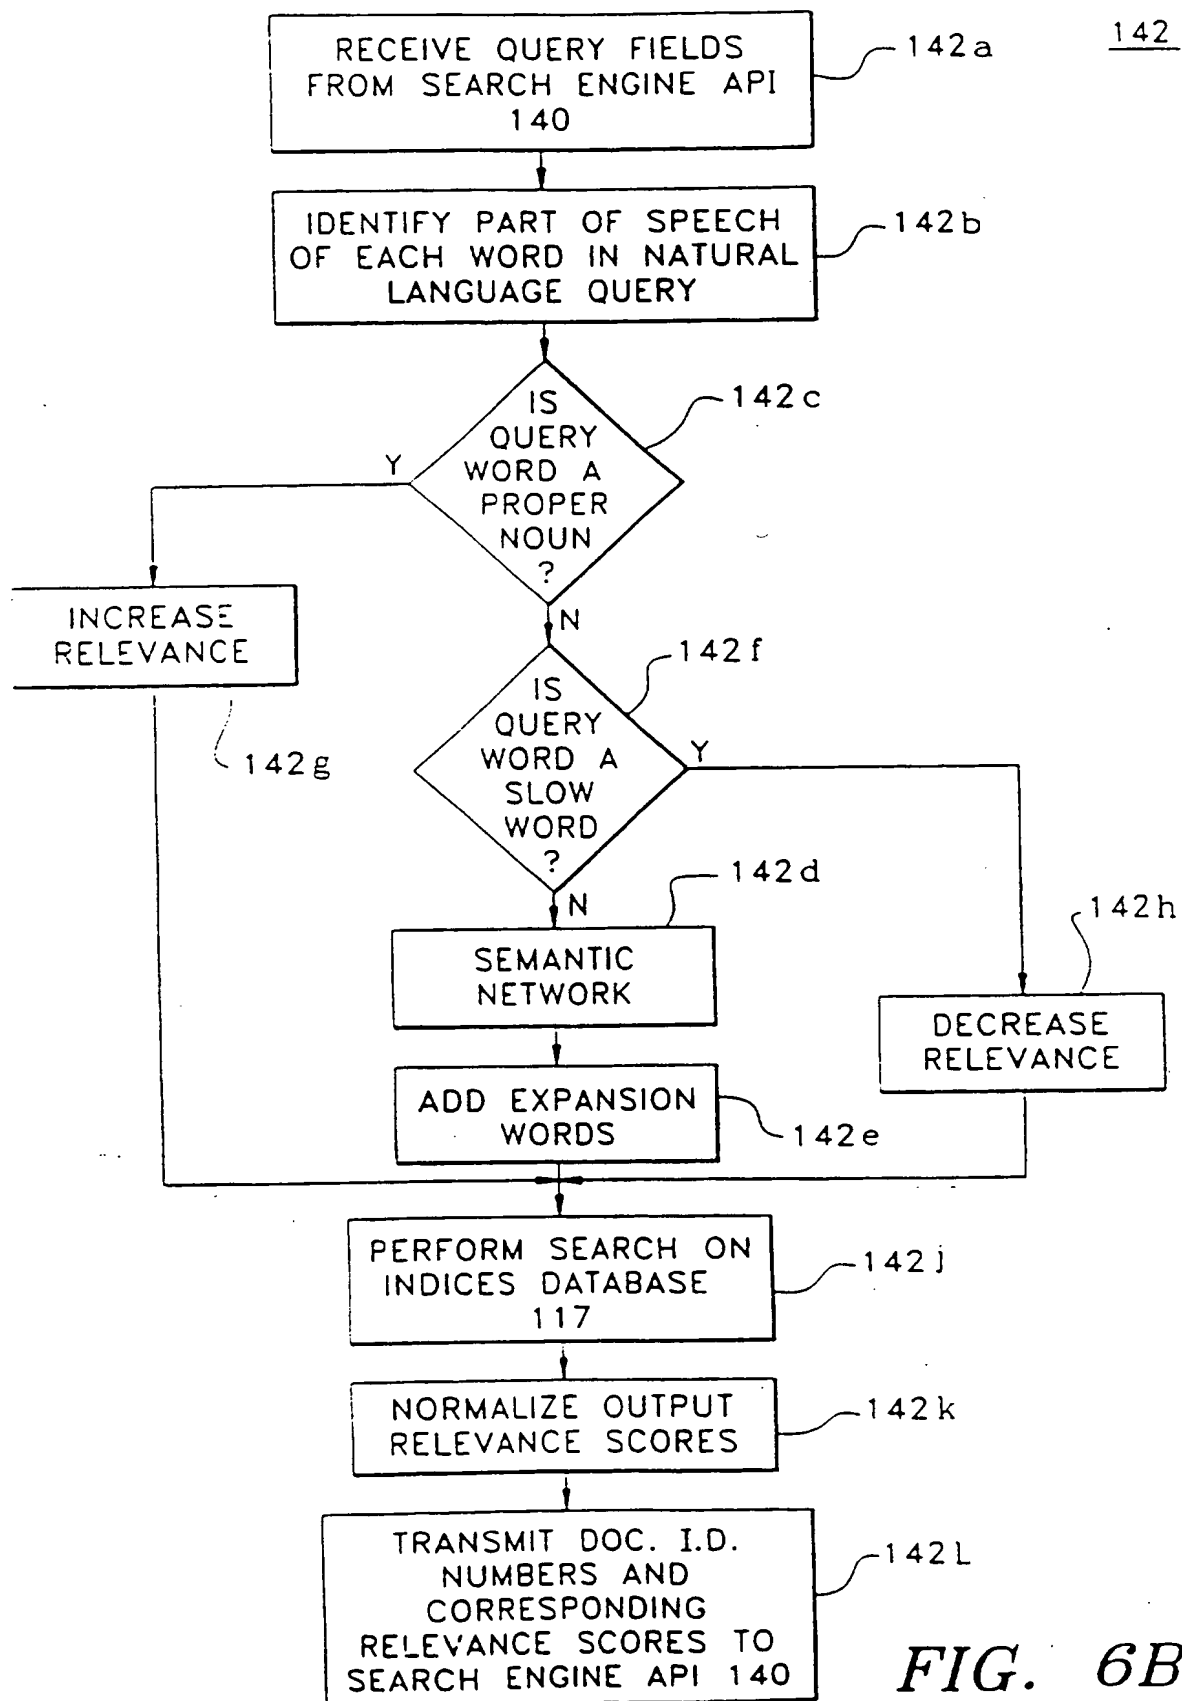 142
RECEIVE QUERY FIELDS
FROM SEARCH ENGINE API
140
142a
IDENTIFY PART OF SPEECH
OF EACH WORD IN NATURAL
LANGUAGE QUERY
142b
IS
QUERY
WORD A
PROPER
NOUN
?
142c
Y
N
INCREASE
RELEVANCE
142g
IS
QUERY
WORD A
SLOW
WORD
?
142f
Y
N
142d
SEMANTIC
NETWORK
142h
DECREASE
RELEVANCE
ADD EXPANSION
WORDS
142e
PERFORM SEARCH ON
INDICES DATABASE
117
142j
NORMALIZE OUTPUT
RELEVANCE SCORES
142k
TRANSMIT DOC. I.D.
NUMBERS AND
CORRESPONDING
RELEVANCE SCORES TO
SEARCH ENGINE API 140
142L
FIG. 6B